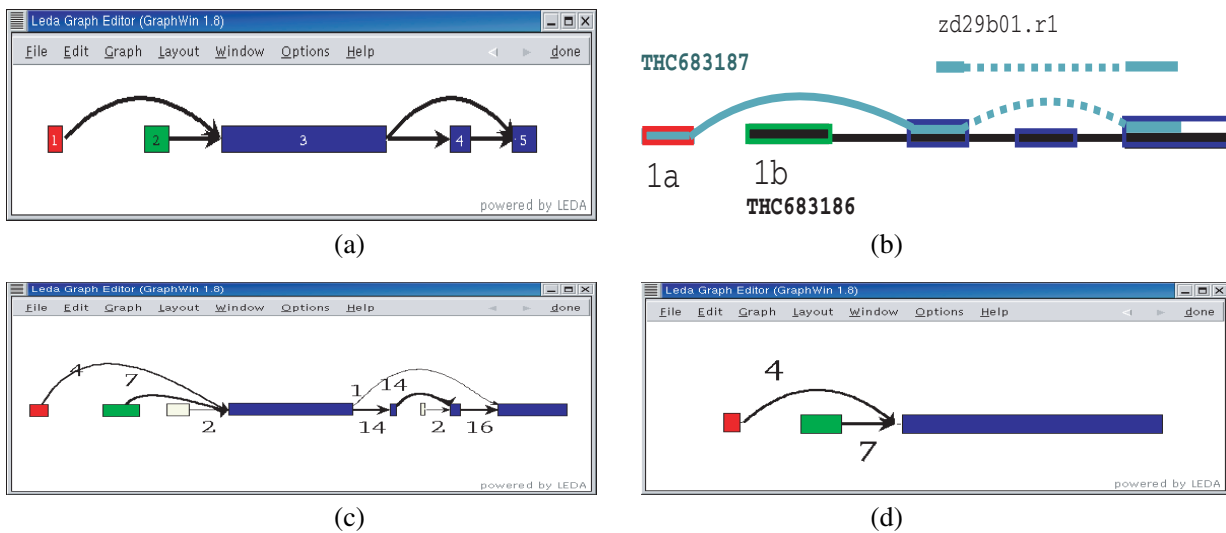 Leda Graph Editor (GraphWin 1.8)
File Edit Graph Layout Window Options Help done
1 2 3 4 5
powered by LEDA
(a)
zd29b01.r1
THC683187
1a 1b
THC683186
(b)
Leda Graph Editor (GraphWin 1.8)
File Edit Graph Layout Window Options Help done
4 7 1 14
2 14 2 16
powered by LEDA
(c)
Leda Graph Editor (GraphWin 1.8)
File Edit Graph Layout Window Options Help done
4
7
powered by LEDA
(d)